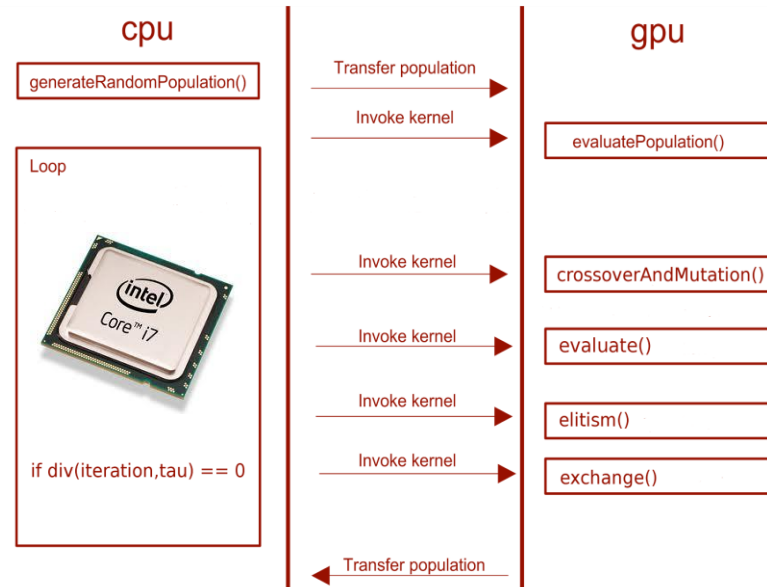 cpu
gpu
generateRandomPopulation()
Transfer population
Invoke kernel
evaluatePopulation()
Loop
intel
Core™ i7
Invoke kernel
crossoverAndMutation()
Invoke kernel
evaluate()
Invoke kernel
elitism()
if div(iteration,tau) == 0
Invoke kernel
exchange()
Transfer population